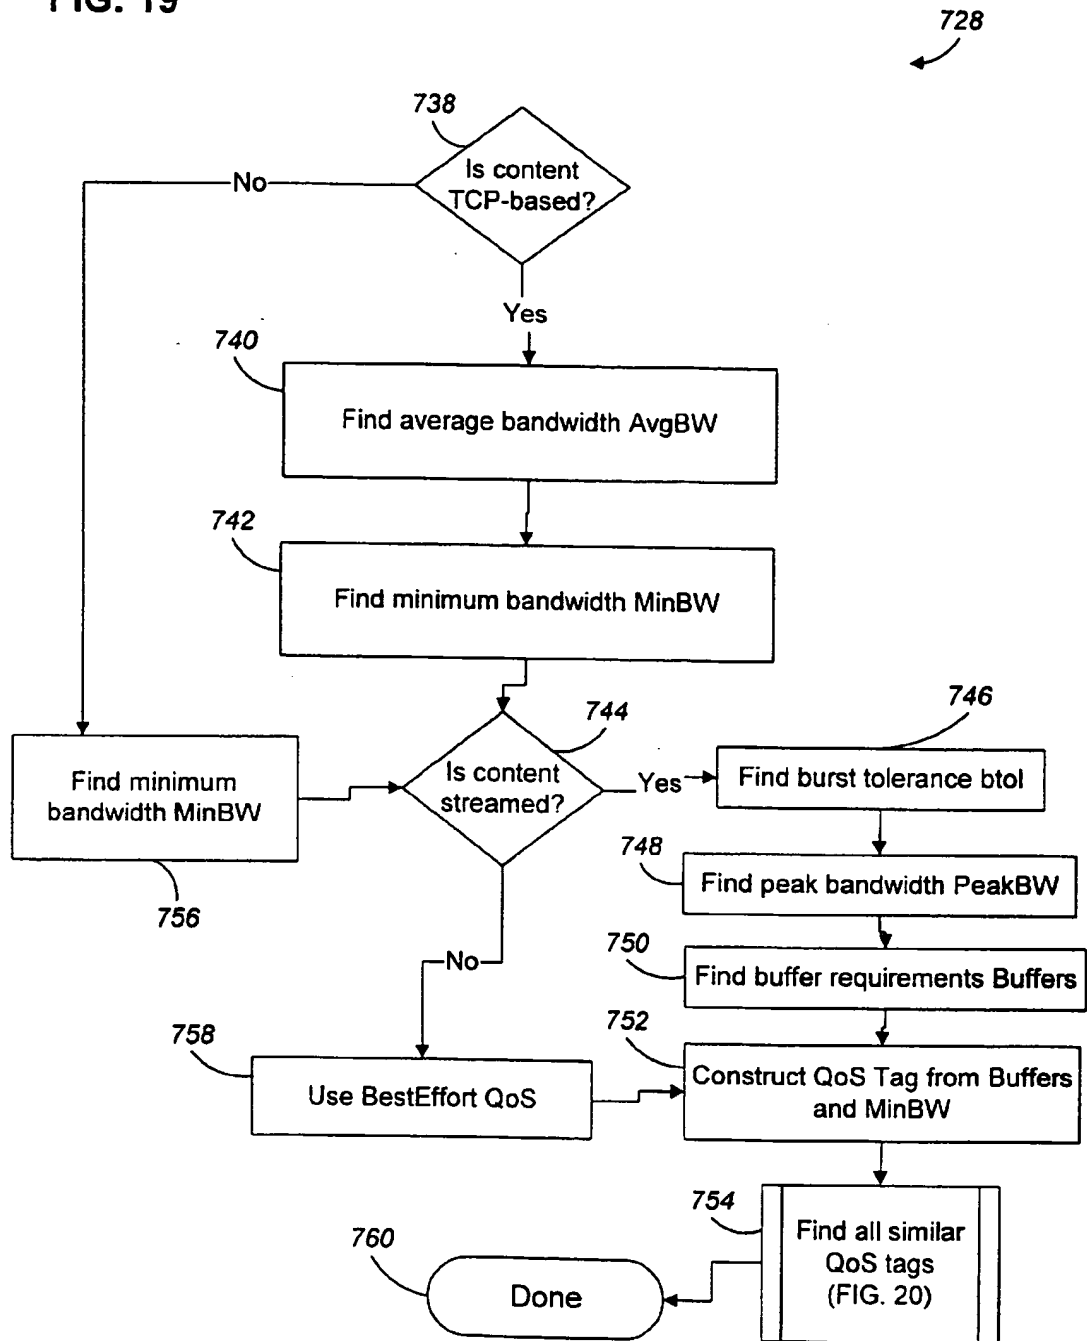 FIG. 19
728
738
Is content
TCP-based?
No
Yes
740
Find average bandwidth AvgBW
742
Find minimum bandwidth MinBW
744
Is content
streamed?
Yes
746
Find burst tolerance btol
Find minimum
bandwidth MinBW
756
748
Find peak bandwidth PeakBW
750
Find buffer requirements Buffers
No
758
Use BestEffort QoS
752
Construct QoS Tag from Buffers
and MinBW
754
Find all similar
QoS tags
(FIG. 20)
760
Done